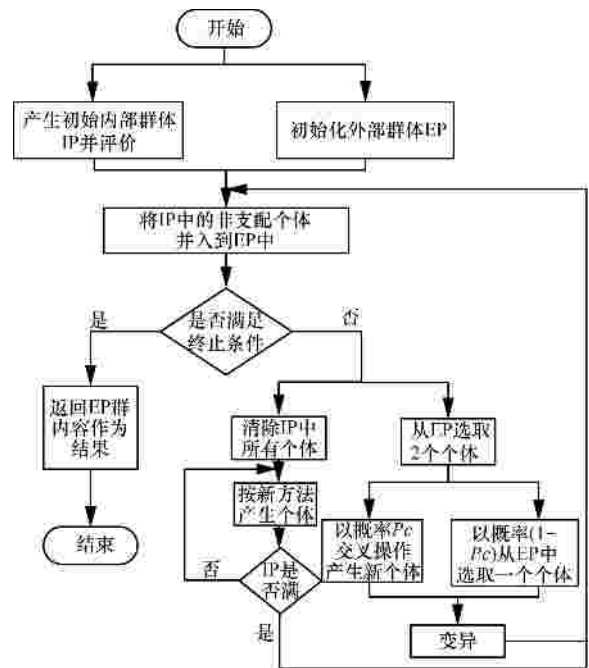 开始
产生初始内部群体
IP并评价
初始化外部群体EP
将IP中的非支配个体
并入到EP中
是否满足
终止条件
是
否
返回EP群
内容作为
结果
结束
清除IP中
所有个体
按新方法
产生个体
IP是
否满
否
是
从EP选取
2个个体
以概率Pc
交叉操作
产生新个体
以概率(1-
Pc)从EP中
选取一个个体
变异